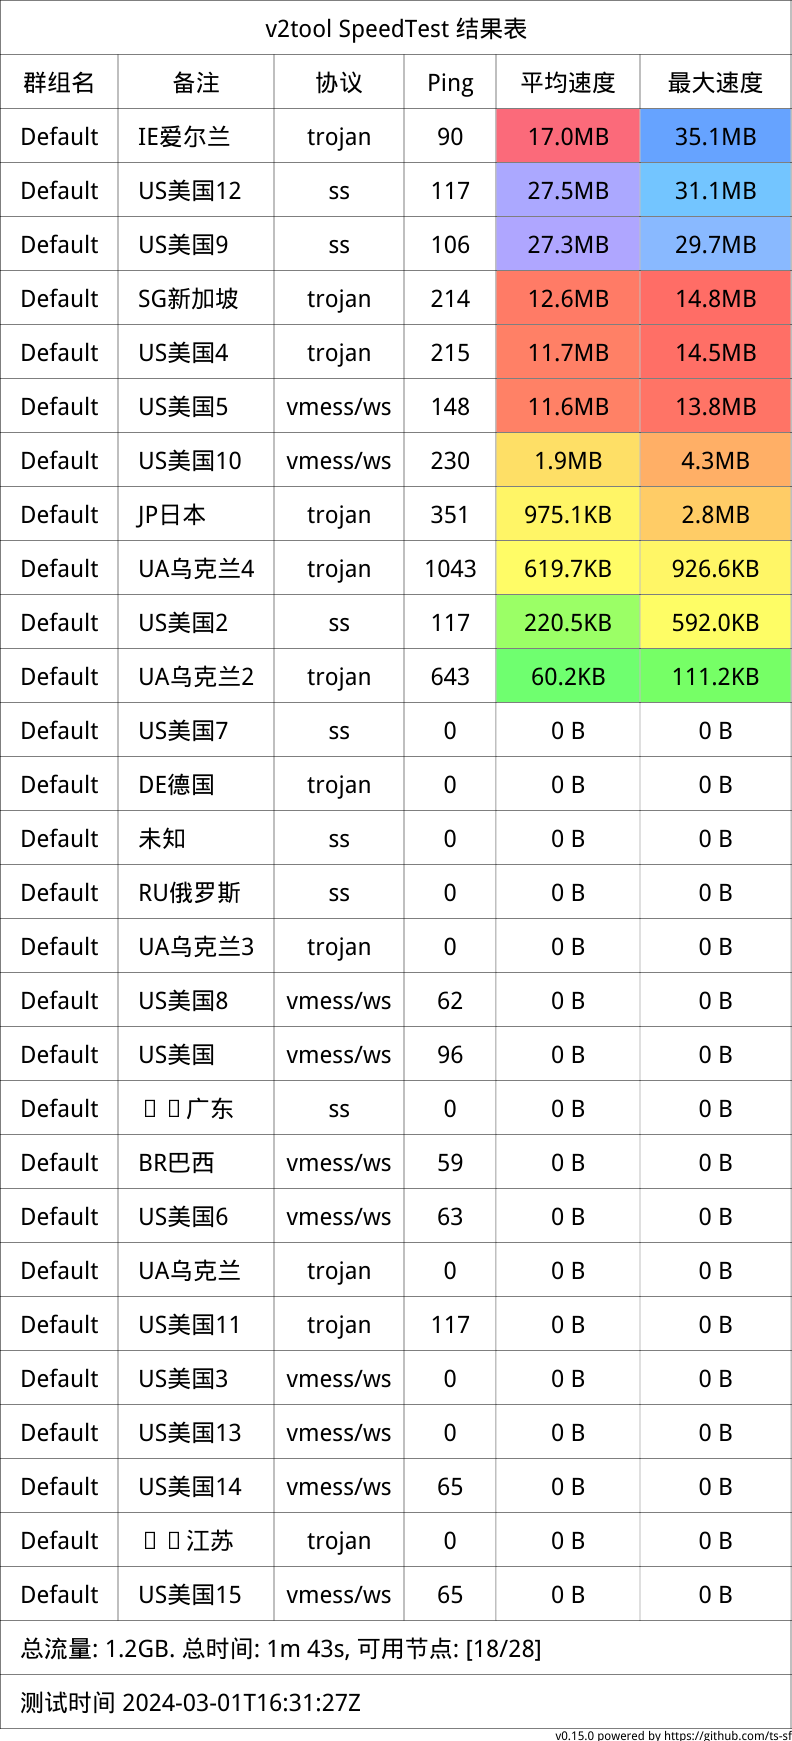 v2tool SpeedTest 结果表
群组名 备注 协议 Ping 平均速度 最大速度
Default IE爱尔兰 trojan 90 17.0MB 35.1MB
Default US美国12 ss 117 27.5MB 31.1MB
Default US美国9 ss 106 27.3MB 29.7MB
Default SG新加坡 trojan 214 12.6MB 14.8MB
Default US美国4 trojan 215 11.7MB 14.5MB
Default US美国5 vmess/ws 148 11.6MB 13.8MB
Default US美国10 vmess/ws 230 1.9MB 4.3MB
Default JP日本 trojan 351 975.1KB 2.8MB
Default UA乌克兰4 trojan 1043 619.7KB 926.6KB
Default US美国2 ss 117 220.5KB 592.0KB
Default UA乌克兰2 trojan 643 60.2KB 111.2KB
Default US美国7 ss 0 0 B 0 B
Default DE德国 trojan 0 0 B 0 B
Default 未知 ss 0 0 B 0 B
Default RU俄罗斯 ss 0 0 B 0 B
Default UA乌克兰3 trojan 0 0 B 0 B
Default US美国8 vmess/ws 62 0 B 0 B
Default US美国 vmess/ws 96 0 B 0 B
Default 广东 ss 0 0 B 0 B
Default BR巴西 vmess/ws 59 0 B 0 B
Default US美国6 vmess/ws 63 0 B 0 B
Default UA乌克兰 trojan 0 0 B 0 B
Default US美国11 trojan 117 0 B 0 B
Default US美国3 vmess/ws 0 0 B 0 B
Default US美国13 vmess/ws 0 0 B 0 B
Default US美国14 vmess/ws 65 0 B 0 B
Default 江苏 trojan 0 0 B 0 B
Default US美国15 vmess/ws 65 0 B 0 B
总流量: 1.2GB. 总时间: 1m 43s, 可用节点: [18/28]
测试时间 2024-03-01T16:31:27Z
v0.15.0 powered by https://github.com/ts-sf